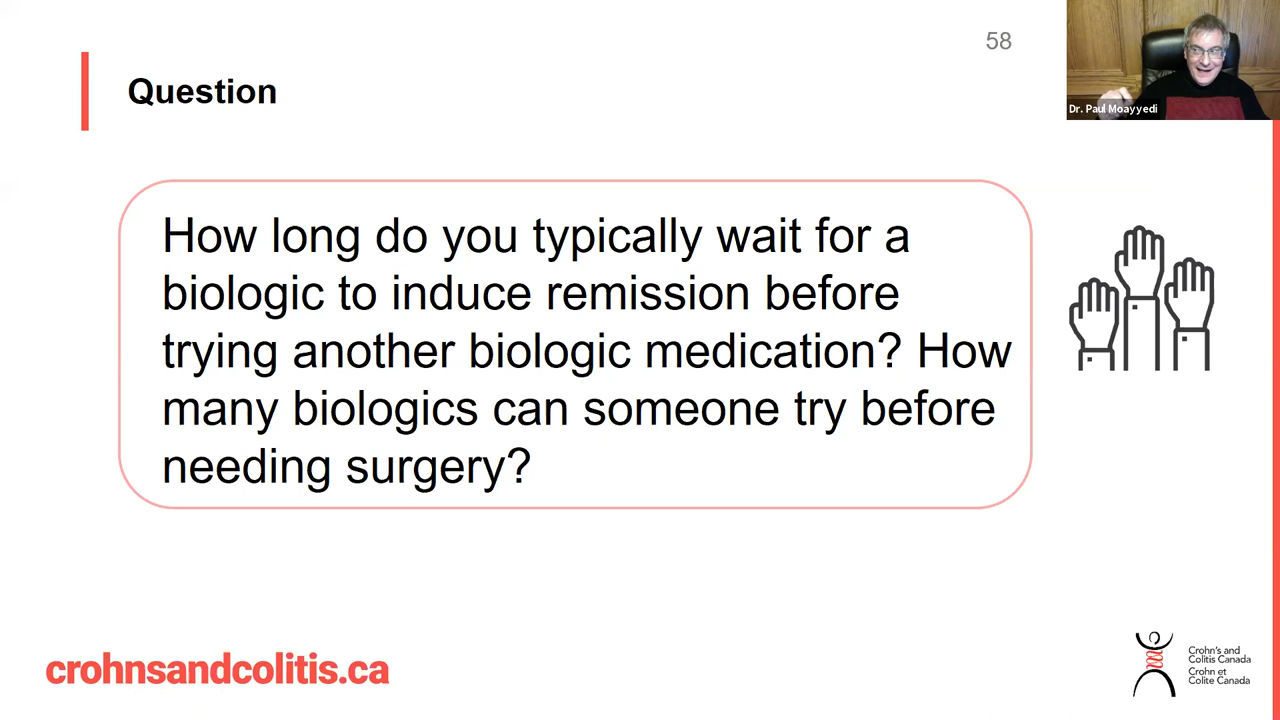 58
Question
Dr. Paul Moayyedi
How long do you typically wait for a
biologic to induce remission before
trying another biologic medication? How
many biologics can someone try before
needing surgery?
crohnsandcolitis.ca
Crohn's and
Colitis Canada
Crohn et
Colite Canada